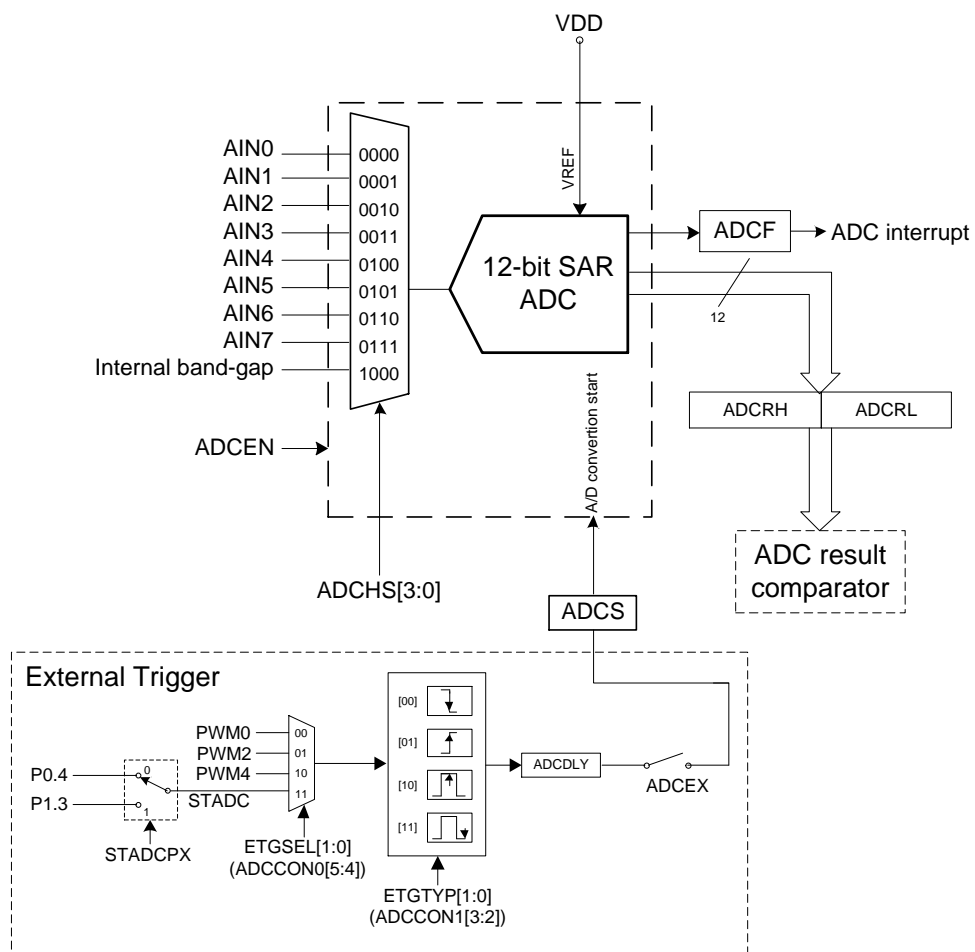 VDD
VREF
AIN0
AIN1
AIN2
AIN3
AIN4
AIN5
AIN6
AIN7
Internal band-gap
0000
0001
0010
0011
0100
0101
0110
0111
1000
12-bit SAR
ADC
ADCF
ADC interrupt
12
ADCRH
ADCRL
ADCEN
A/D convertion start
ADC result
comparator
ADCHS[3:0]
ADCS
External Trigger
P0.4
P1.3
0
1
STADCPX
PWM0
PWM2
PWM4
STADC
00
01
10
11
ETGSEL[1:0]
(ADCCON0[5:4])
[00]
[01]
[10]
[11]
ETGTYP[1:0]
(ADCCON1[3:2])
ADCDLY
ADCEX